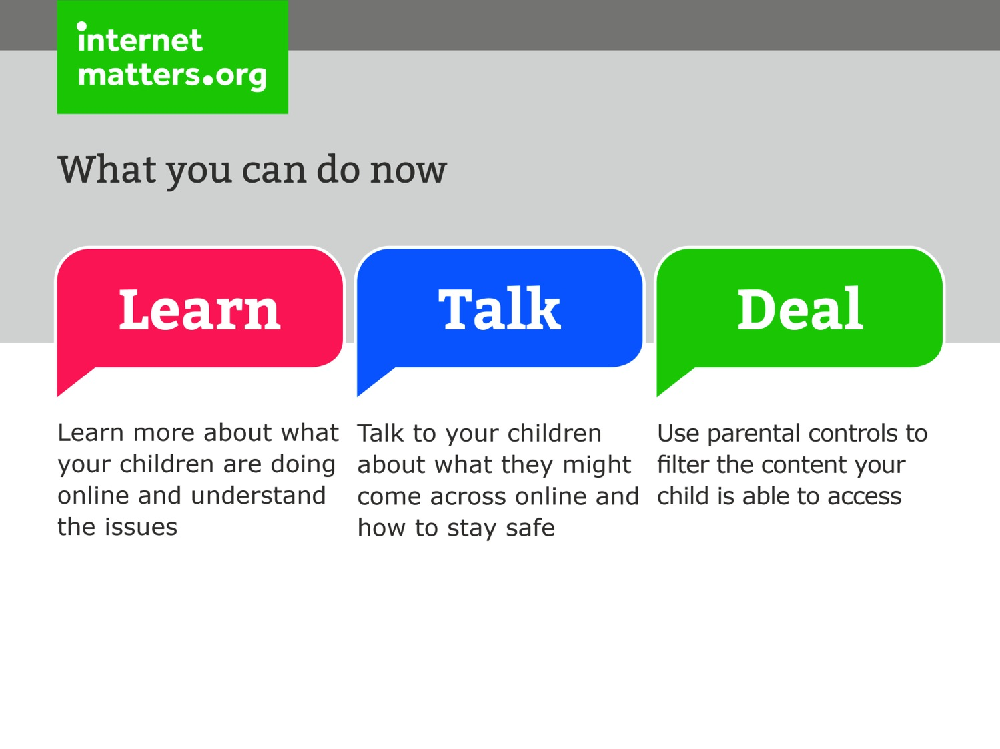 internet
matters.org
What you can do now
Learn
Learn more about what
your children are doing
online and understand
the issues
Talk
Talk to your children
about what they might
come across online and
how to stay safe
Deal
Use parental controls to
filter the content your
child is able to access